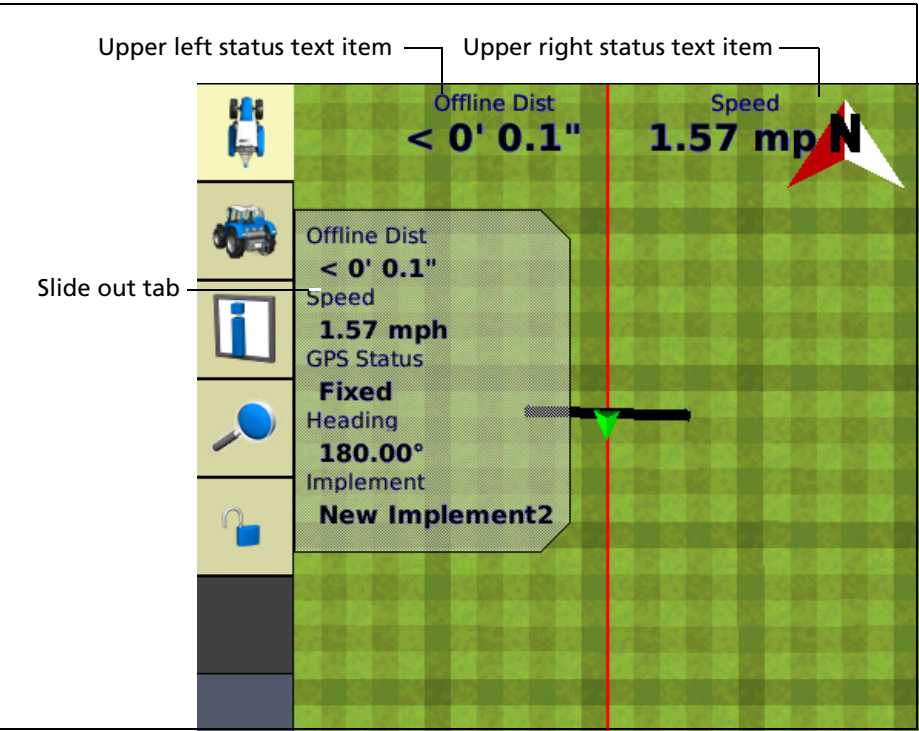 Upper left status text item
Upper right status text item
Offline Dist
< 0' 0.1"
Speed
1.57 mp
N
Slide out tab
Offline Dist
< 0' 0.1"
Speed
1.57 mph
GPS Status
Fixed
Heading
180.00°
Implement
New Implement2